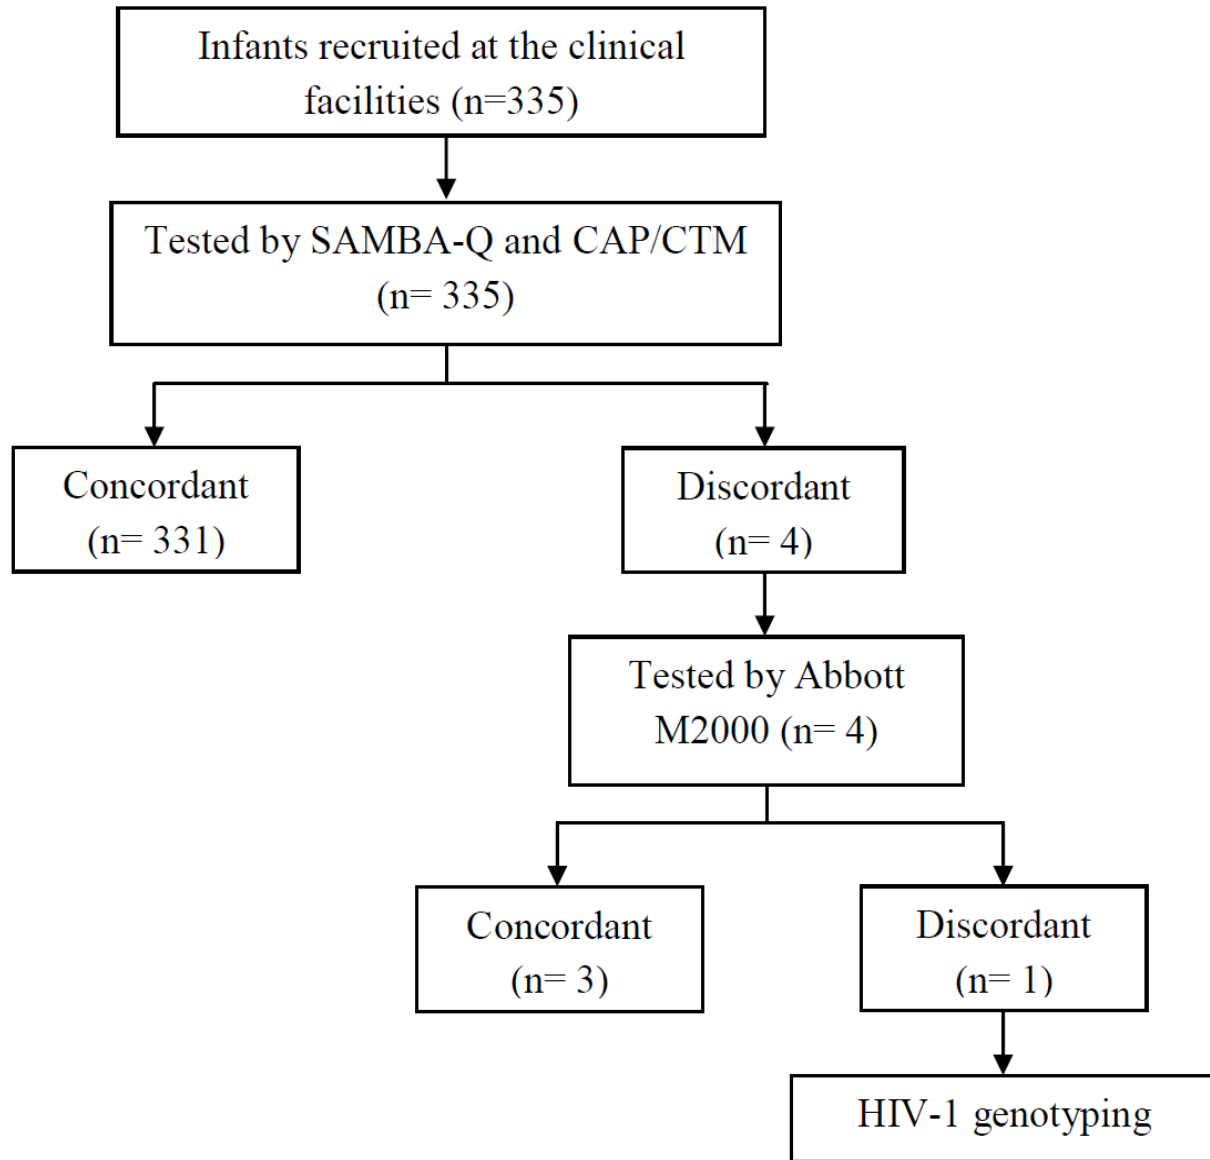 Infants recruited at the clinical
facilities (n=335)
Tested by SAMBA-Q and CAP/CTM
(n= 335)
Concordant
(n= 331)
Discordant
(n= 4)
Tested by Abbott
M2000 (n= 4)
Concordant
(n= 3)
Discordant
(n= 1)
HIV-1 genotyping